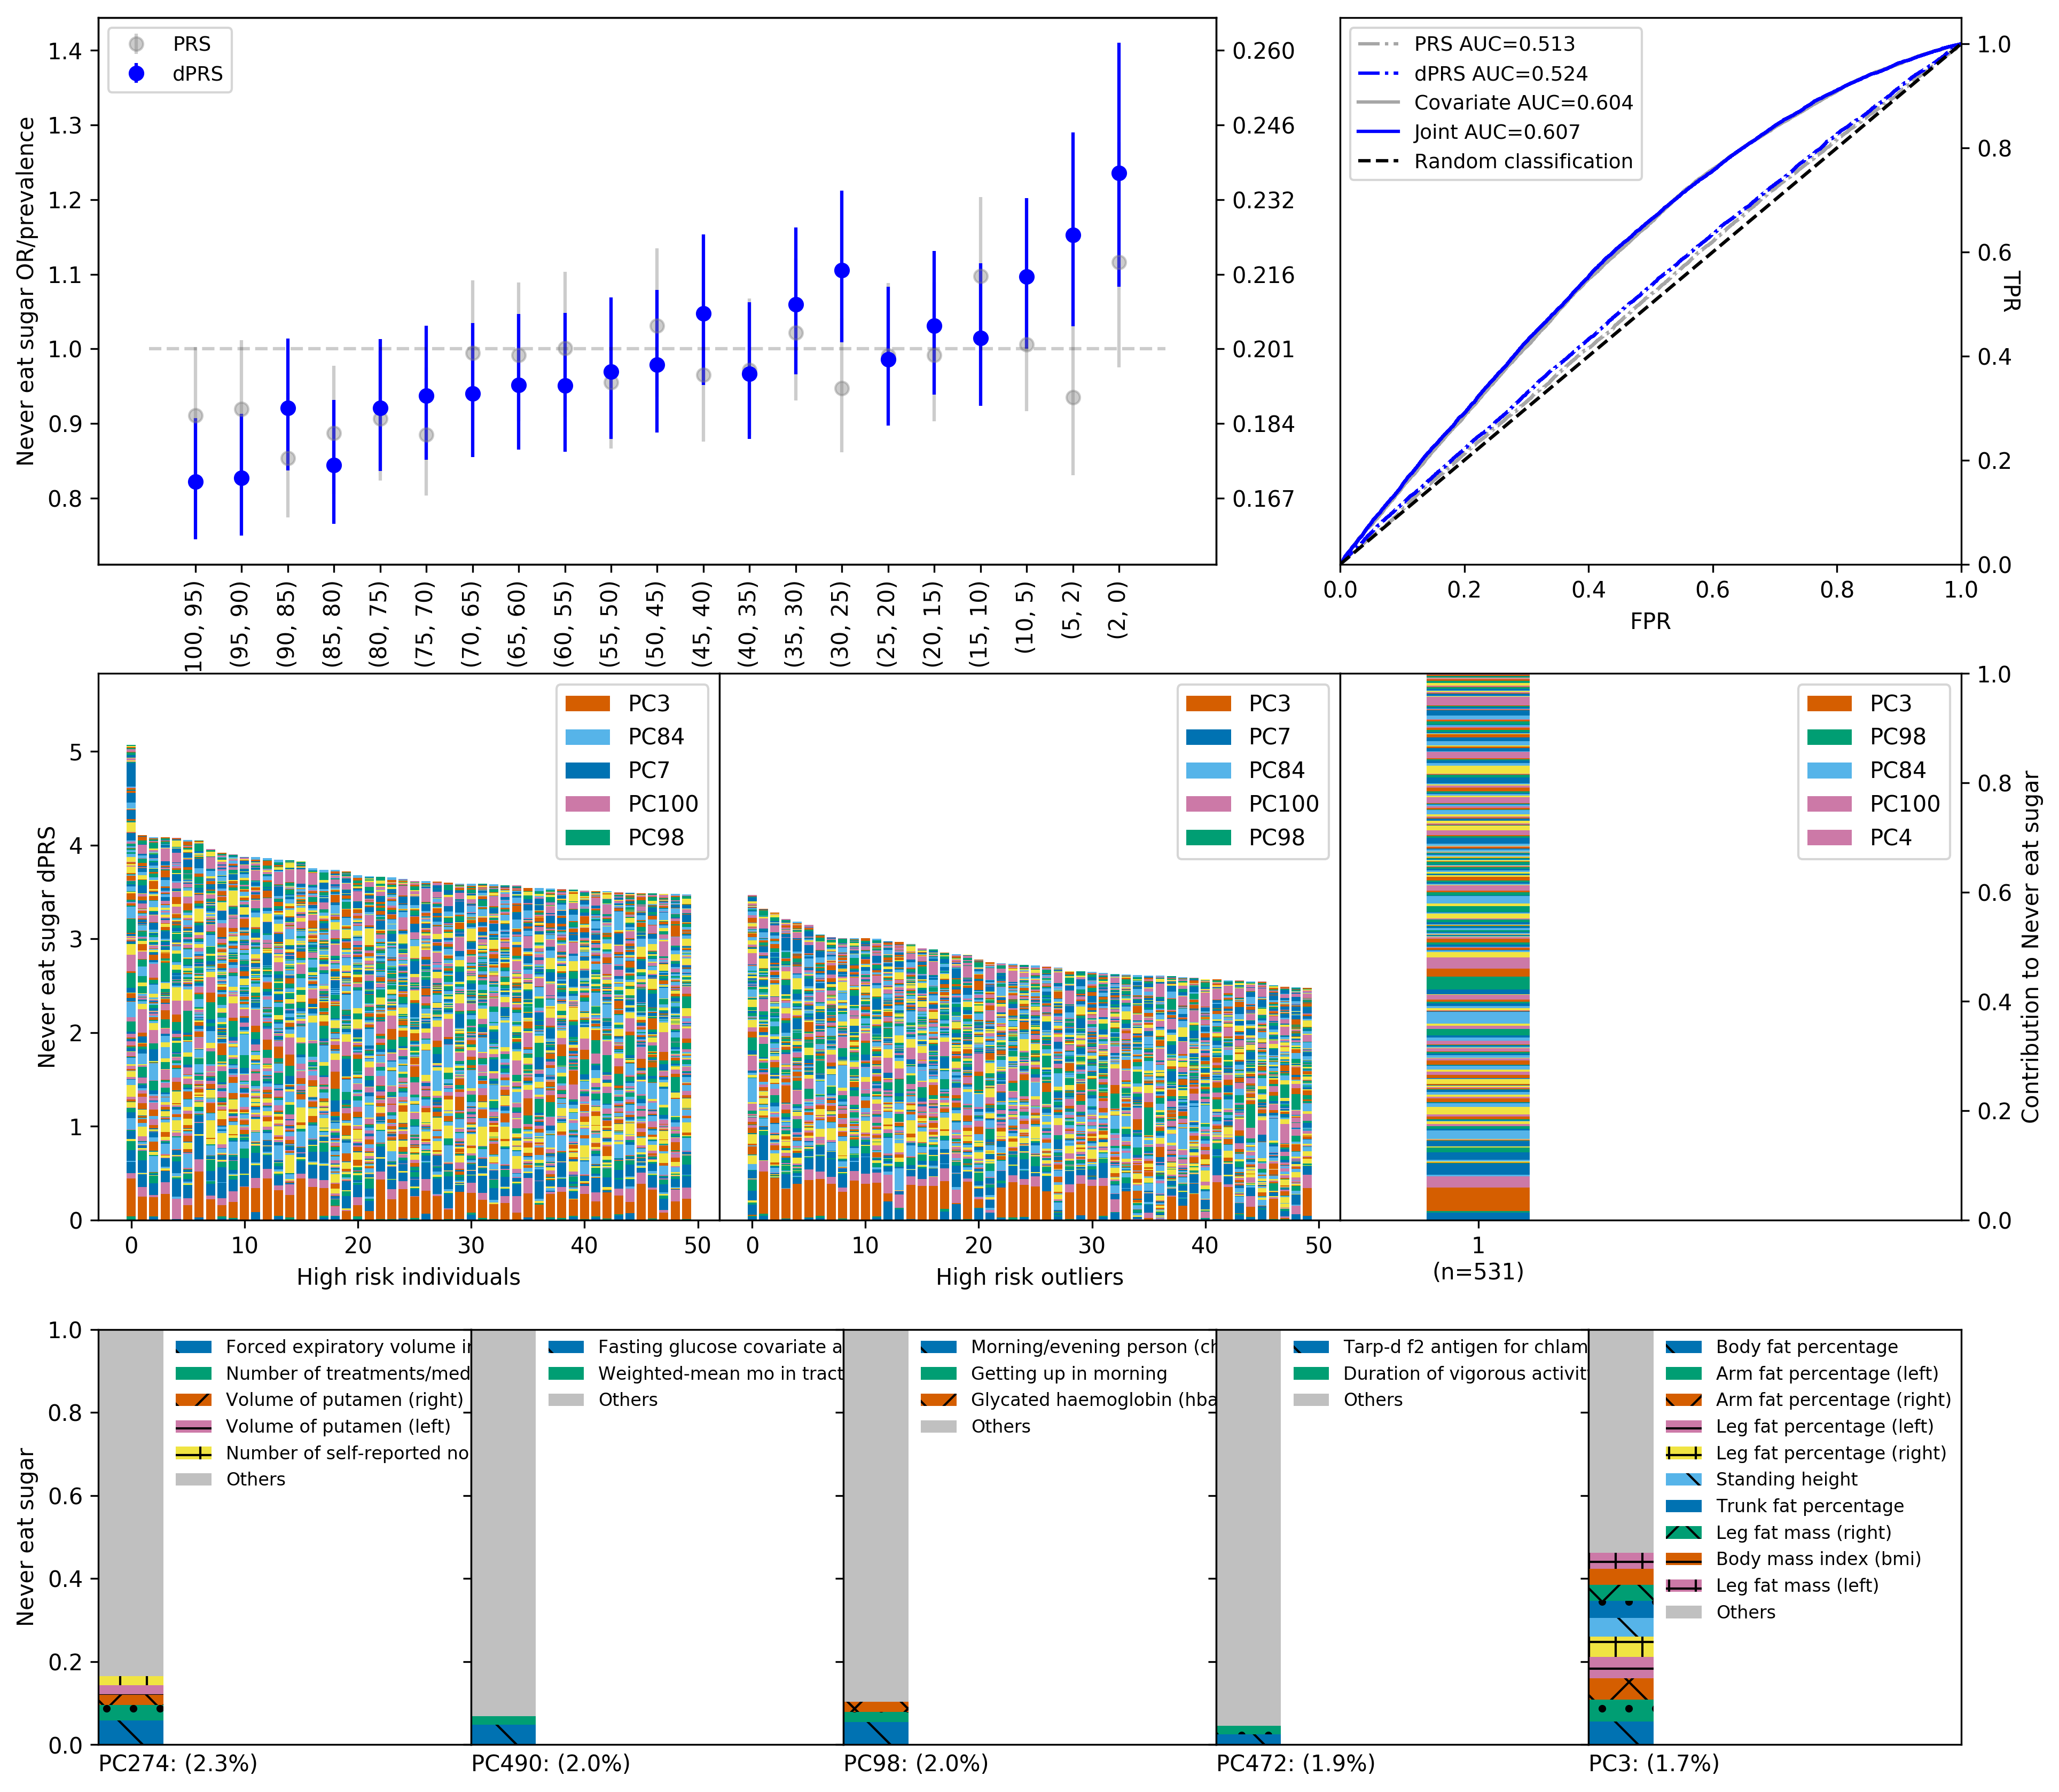 PRS
dPRS
Never eat sugar OR/prevalence
1.4
1.3
1.2
1.1
1.0
0.9
0.8
0.260
0.246
0.232
0.216
0.201
0.184
0.167
100, 95)
(95, 90)
(90, 85)
(85, 80)
(80, 75)
(75, 70)
(70, 65)
(65, 60)
(60, 55)
(55, 50)
(50, 45)
(45, 40)
(40, 35)
(35, 30)
(30, 25)
(25, 20)
(20, 15)
(15, 10)
(10, 5)
(5, 2)
(2, 0)
PRS AUC=0.513
dPRS AUC=0.524
Covariate AUC=0.604
Joint AUC=0.607
Random classification
1.0
0.8
0.6
0.4
0.2
0.0
TPR
0.0 0.2 0.4 0.6 0.8 1.0
FPR
Never eat sugar dPRS
5
4
3
2
1
0
PC3
PC84
PC7
PC100
PC98
0 10 20 30 40 50
High risk individuals
PC3
PC7
PC84
PC100
PC98
0 10 20 30 40 50
High risk outliers
PC3
PC98
PC84
PC100
PC4
1
(n=531)
1.0
0.8
0.6
0.4
0.2
0.0
Contribution to Never eat sugar
Never eat sugar
1.0
0.8
0.6
0.4
0.2
0.0
Forced expiratory volume i
Number of treatments/med
Volume of putamen (right)
Volume of putamen (left)
Number of self-reported no
Others
PC274: (2.3%)
Fasting glucose covariate a
Weighted-mean mo in tract
Others
PC490: (2.0%)
Morning/evening person (ch
Getting up in morning
Glycated haemoglobin (hba
Others
PC98: (2.0%)
Tarp-d f2 antigen for chlam
Duration of vigorous activit
Others
PC472: (1.9%)
Body fat percentage
Arm fat percentage (left)
Arm fat percentage (right)
Leg fat percentage (left)
Leg fat percentage (right)
Standing height
Trunk fat percentage
Leg fat mass (right)
Body mass index (bmi)
Leg fat mass (left)
Others
PC3: (1.7%)